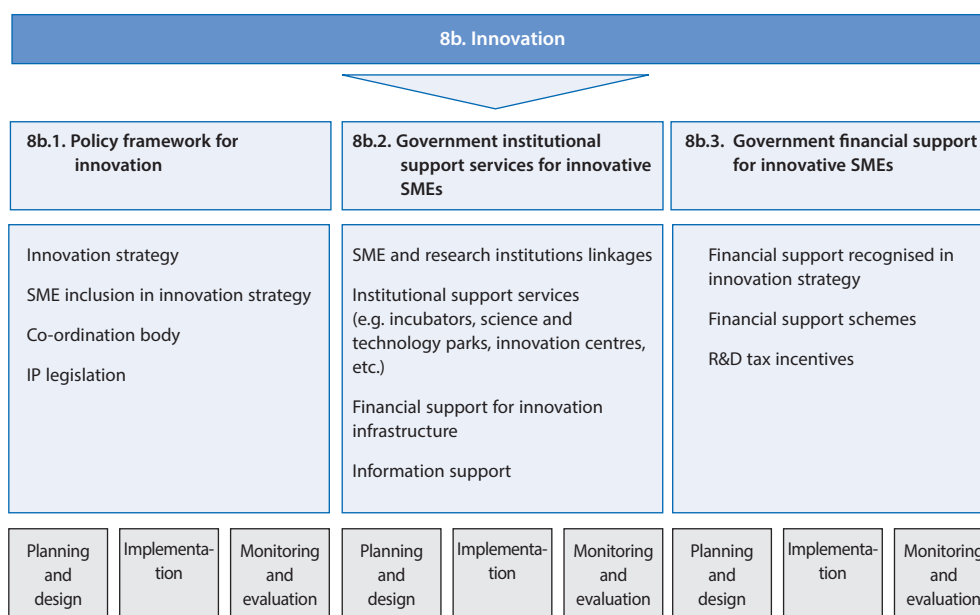 8b. Innovation
8b.1. Policy framework for
innovation
8b.2. Government institutional
support services for innovative
SMEs
8b.3. Government financial support
for innovative SMEs
Innovation strategy
SME inclusion in innovation strategy
Co-ordination body
IP legislation
SME and research institutions linkages
Institutional support services
(e.g. incubators, science and
technology parks, innovation centres,
etc.)
Financial support for innovation
infrastructure
Information support
Financial support recognised in
innovation strategy
Financial support schemes
R&D tax incentives
Planning
and
design
Implementa-
tion
Monitoring
and
evaluation
Planning
and
design
Implementa-
tion
Monitoring
and
evaluation
Planning
and
design
Implementa-
tion
Monitoring
and
evaluation